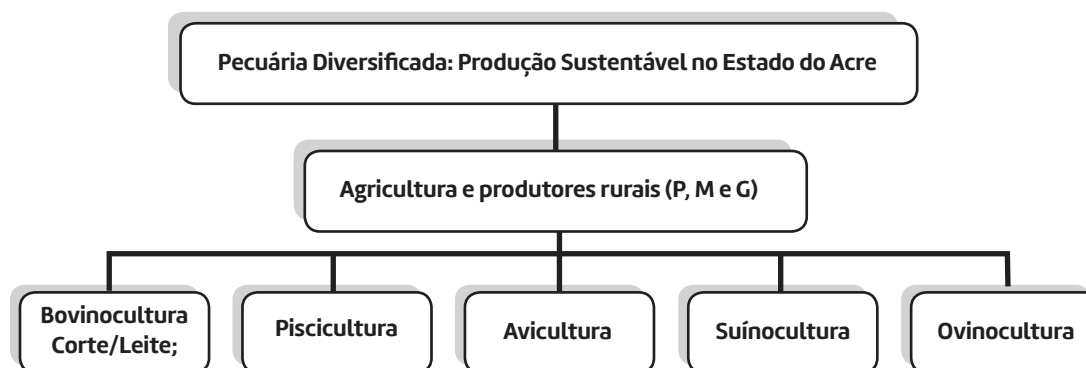 Pecuária Diversificada: Produção Sustentável no Estado do Acre
Agricultura e produtores rurais (P, M e G)
Bovinocultura
Corte/Leite;
Piscicultura
Avicultura
Suínocultura
Ovinocultura